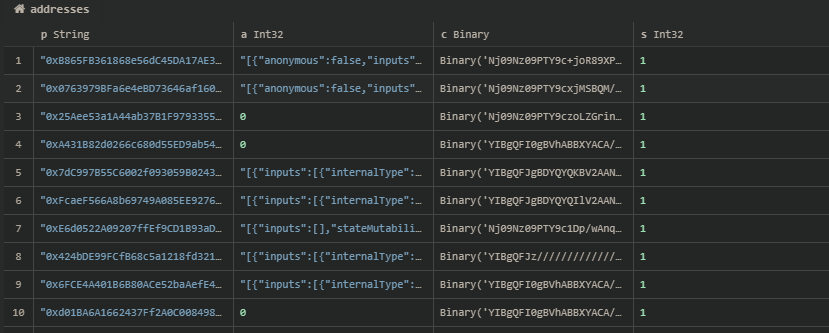 addresses
p String a Int32 c Binary s Int32
1 "0xB865FB361868e56dC45DA17AE3… "[{"anonymous":false,"inputs"… Binary('Nj09Nz09PTY9c+joR89XP… 1
2 "0x0763979BFa6e4eBD73646af160… "[{"anonymous":false,"inputs"… Binary('Nj09Nz09PTY9cxjMSBQM/… 1
3 "0x25Aee53a1A44ab37B1F9793355… 0 Binary('Nj09Nz09PTY9czoLZGrin… 1
4 "0xA431B82d0266c680d55ED9ab54… 0 Binary('YIBgQFI0gBVhABBXYACA/… 1
5 "0x7dC997B55C6002f093059B0243… "[{"inputs":[{"internalType":… Binary('YIBgQFJgBDYQYQKBV2AAN… 1
6 "0xFcaeF566A8b69749A085EE9276… "[{"inputs":[{"internalType":… Binary('YIBgQFJgBDYQYQIlV2AAN… 1
7 "0xE6d0522A09207ffEf9CD1B93aD… "[{"inputs":[],"stateMutabili… Binary('Nj09Nz09PTY9c1Dp/wAnq… 1
8 "0x424bDE99FCfB68c5a1218fd321… "[{"inputs":[{"internalType":… Binary('YIBgQFJz//////////////… 1
9 "0x6FCE4A401B6B80ACe52baAefE4… "[{"inputs":[{"internalType":… Binary('YIBgQFI0gBVhABBXYACA/… 1
10 "0xd01BA6A1662437Ff2A0C008498… 0 Binary('YIBgQFI0gBVhABBXYACA/… 1